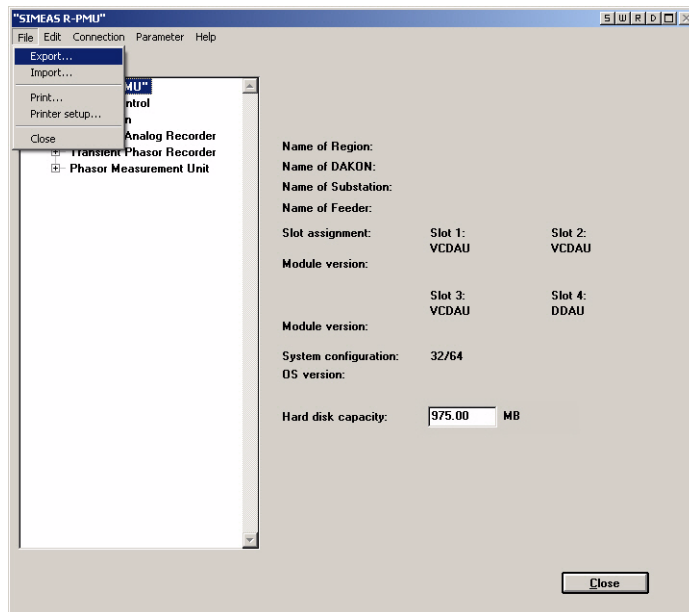 "SIMEAS R-PMU"
S W R D
File Edit Connection Parameter Help
Export...
Import...
Print...
Printer setup...
Close
MU"
ntrol
n
Analog Recorder
Transient Phasor Recorder
Phasor Measurement Unit
Name of Region:
Name of DAKON:
Name of Substation:
Name of Feeder:
Slot assignment: Slot 1: Slot 2:
VCDAU VCDAU
Module version:
Slot 3: Slot 4:
VCDAU DDAU
Module version:
System configuration: 32/64
OS version:
Hard disk capacity: 975.00 MB
Close